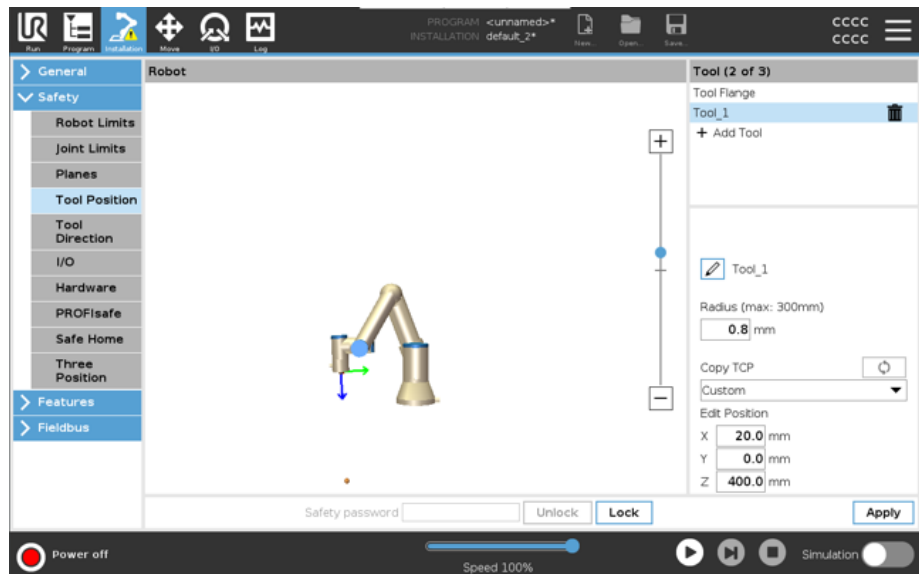 PROGRAM <unnamed>*
INSTALLATION default_2*
UR
Run
Program
Installation
Move
I/O
Log
New...
Open...
Save...
cccc
cccc
General
Safety
Robot Limits
Joint Limits
Planes
Tool Position
Tool
Direction
I/O
Hardware
PROFIsafe
Safe Home
Three
Position
Features
Fieldbus
Robot
Tool (2 of 3)
Tool Flange
Tool_1
+ Add Tool
Tool_1
Radius (max: 300mm)
0.8 mm
Copy TCP
Custom
Edit Position
X 20.0 mm
Y 0.0 mm
Z 400.0 mm
Safety password
Unlock
Lock
Apply
Power off
Speed 100%
Simulation